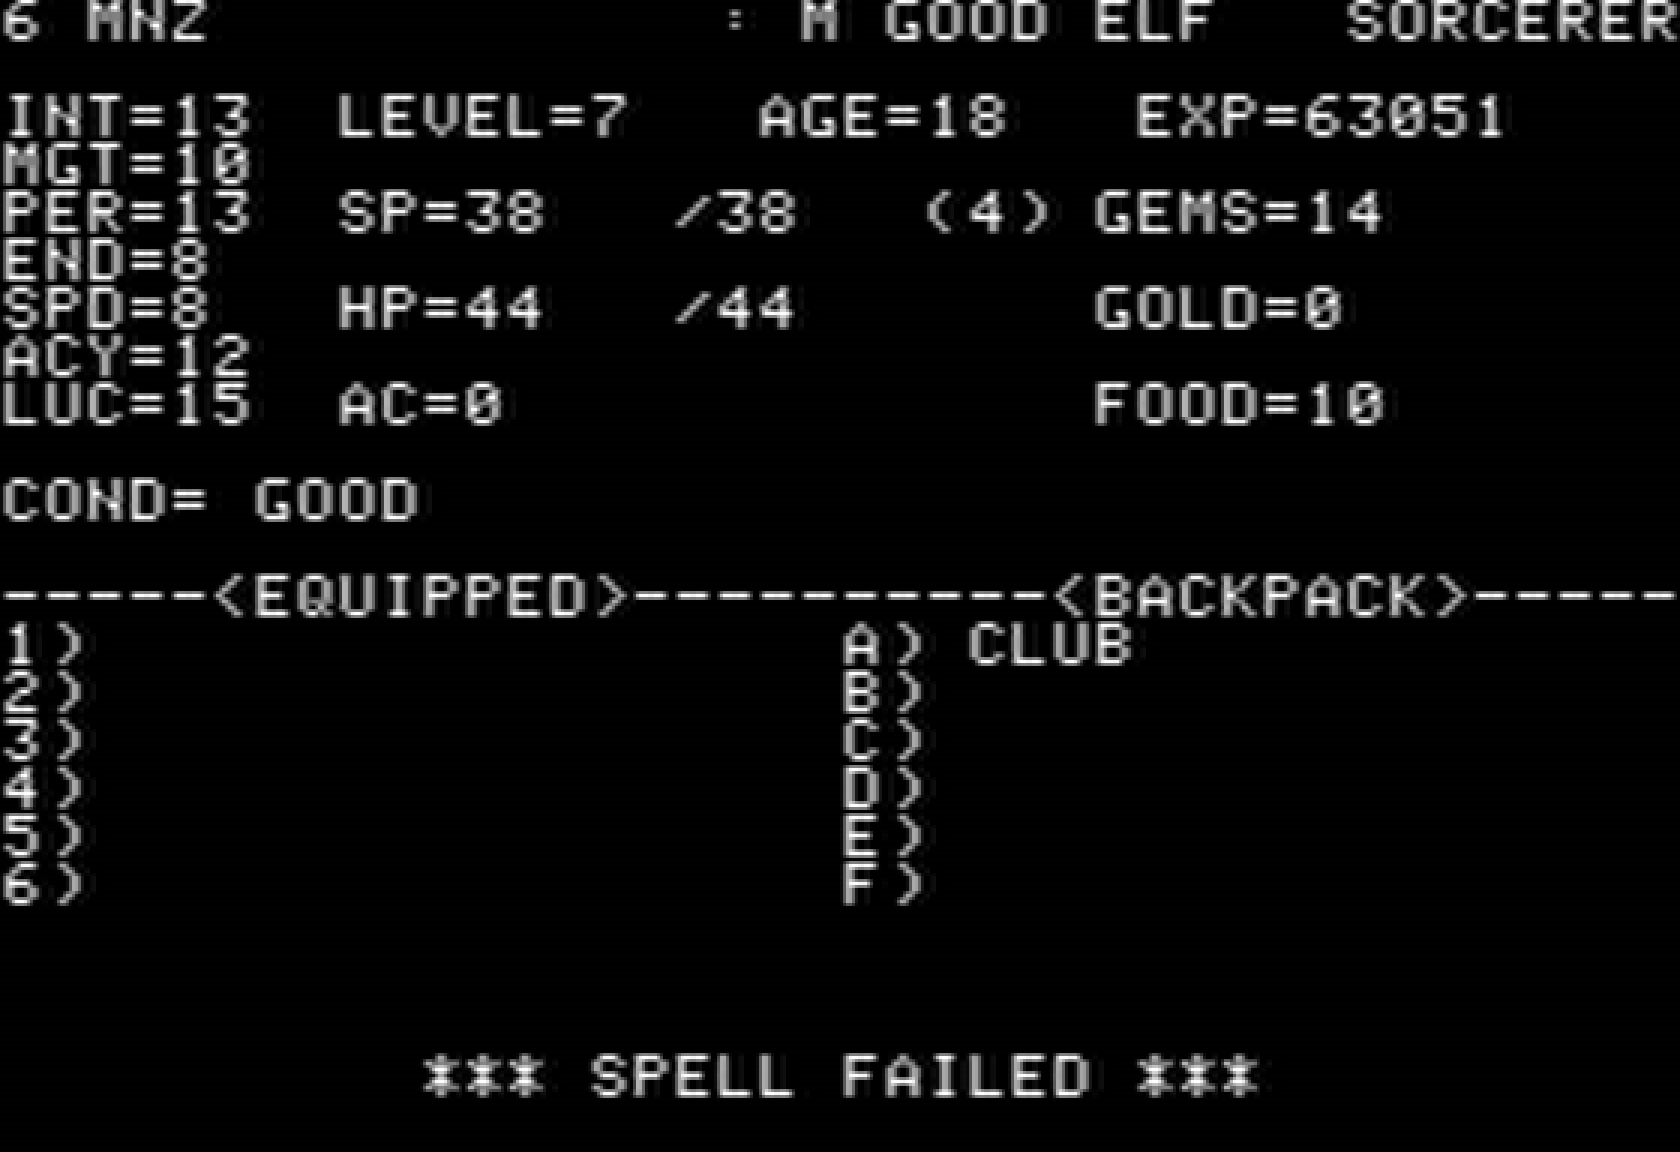 6 MNZ : M GOOD ELF SORCERER
INT=13 LEVEL=7 AGE=18 EXP=63051
MGT=10
PER=13 SP=38 /38 (4) GEMS=14
END=8
SPD=8 HP=44 /44 GOLD=0
ACY=12
LUC=15 AC=0 FOOD=10
COND= GOOD
-----<EQUIPPED>----------<BACKPACK>-----
1) A) CLUB
2) B)
3) C)
4) D)
5) E)
6) F)
*** SPELL FAILED ***